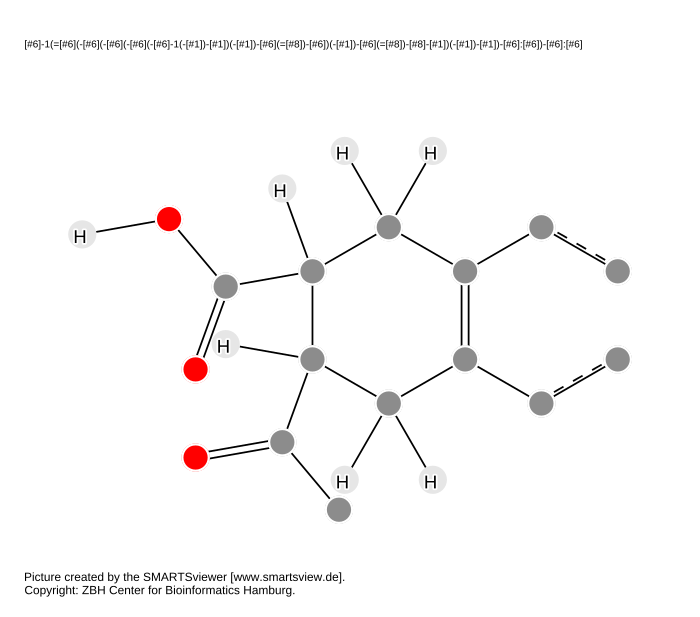 [#6]-1(=[#6](-[#6](-[#6](-[#6](-[#6]-1(-[#1])-[#1])(-[#1])-[#6](=[#8])-[#6])(-[#1])-[#6](=[#8])-[#8]-[#1])(-[#1])-[#1])-[#6]:[#6])-[#6]:[#6]
H H
H
H
H
H H
Picture created by the SMARTSviewer [www.smartsview.de].
Copyright: ZBH Center for Bioinformatics Hamburg.